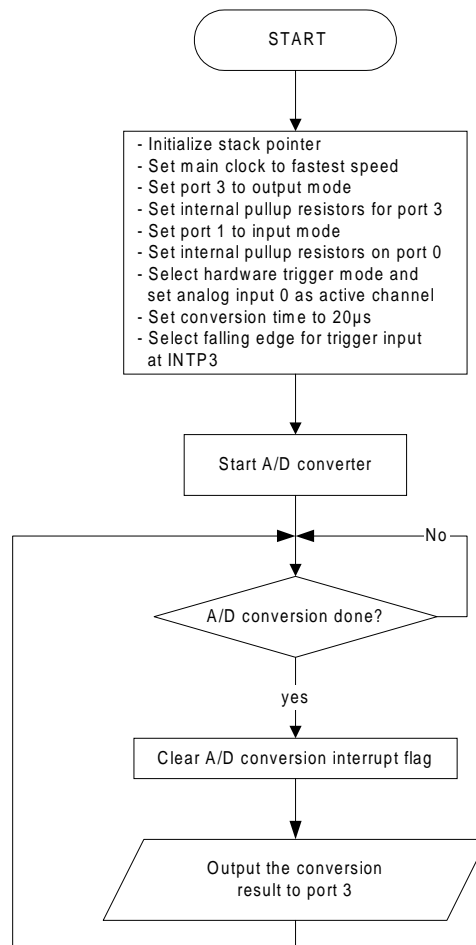 START
- Initialize stack pointer
- Set main clock to fastest speed
- Set port 3 to output mode
- Set internal pullup resistors for port 3
- Set port 1 to input mode
- Set internal pullup resistors on port 0
- Select hardware trigger mode and
set analog input 0 as active channel
- Set conversion time to 20µs
- Select falling edge for trigger input
at INTP3
Start A/D converter
No
A/D conversion done?
yes
Clear A/D conversion interrupt flag
Output the conversion
result to port 3